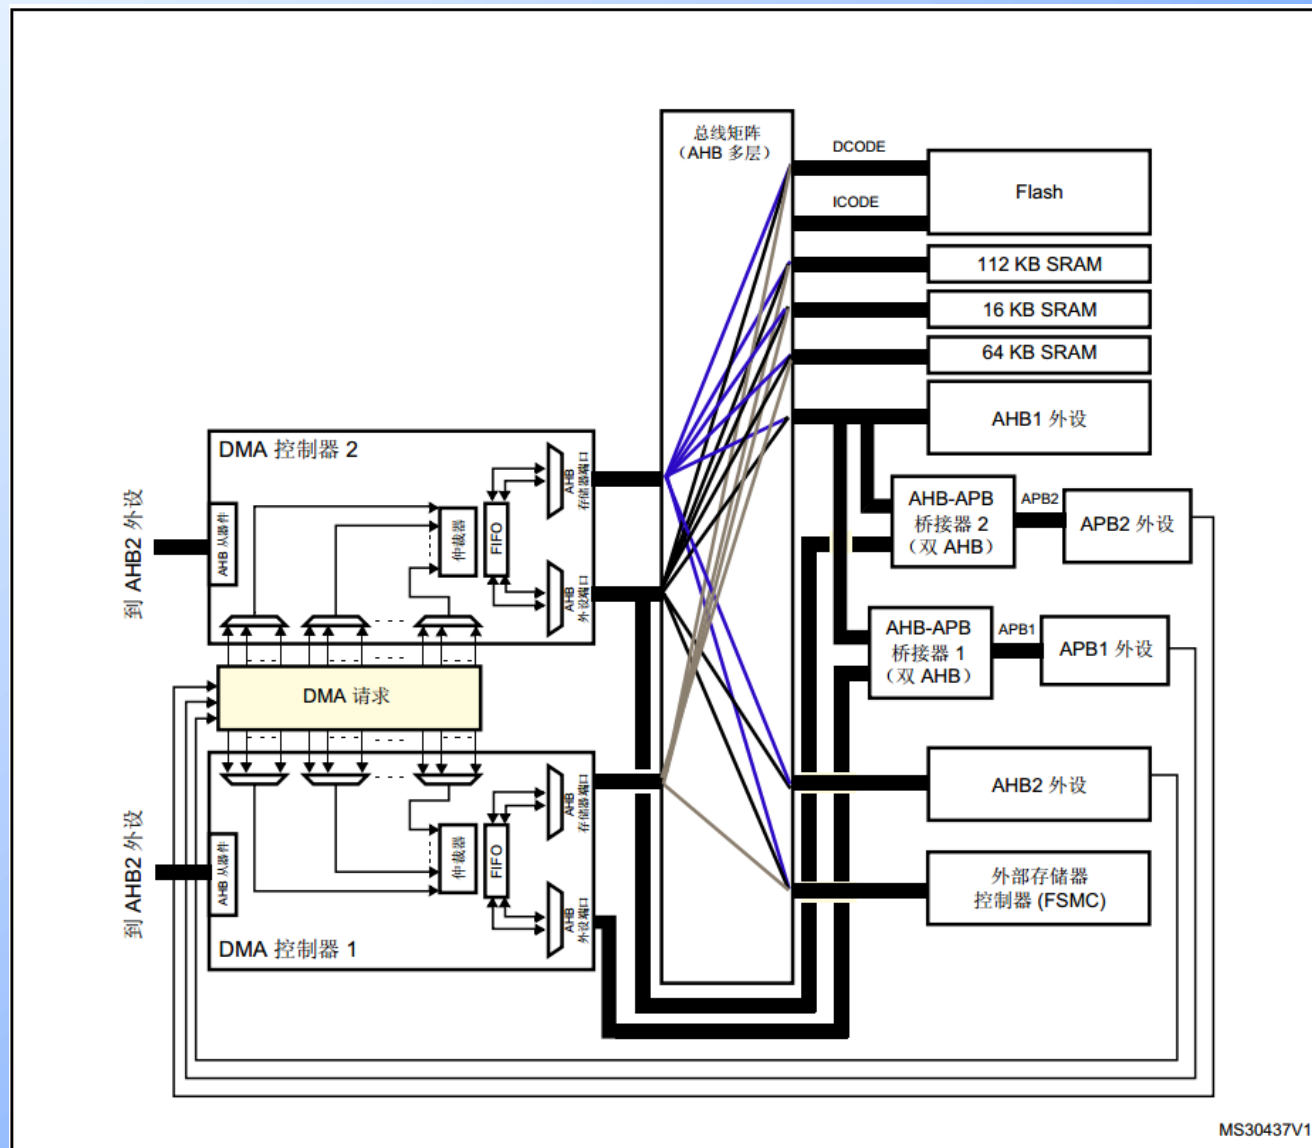 总线矩阵
（AHB 多层）
DCODE
ICODE
Flash
112 KB SRAM
16 KB SRAM
64 KB SRAM
AHB1 外设
AHB-APB
桥接器 2
（双 AHB）
APB2
APB2 外设
AHB-APB
桥接器 1
（双 AHB）
APB1
APB1 外设
AHB2 外设
外部存储器
控制器 (FSMC)
DMA 控制器 2
到 AHB2 外设
AHB 从器件
仲裁器
FIFO
AHB
存储器端口
AHB
外设端口
DMA 请求
到 AHB2 外设
AHB 从器件
仲裁器
FIFO
AHB
存储器端口
AHB
外设端口
DMA 控制器 1
MS30437V1